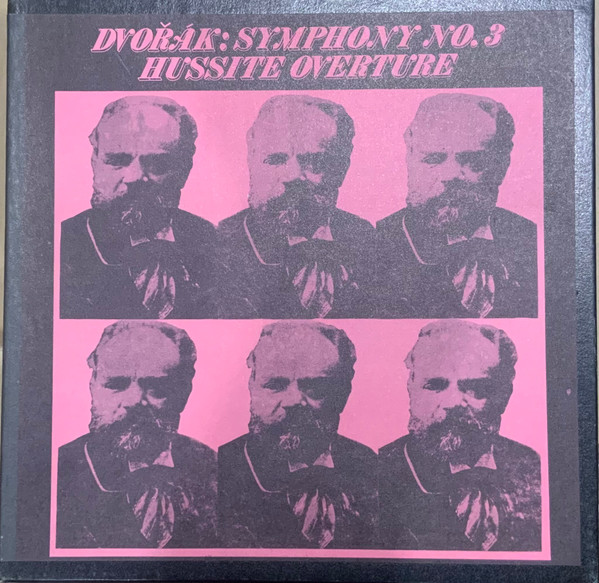 DVOŘÁK: SYMPHONY NO. 3
HUSSITE OVERTURE